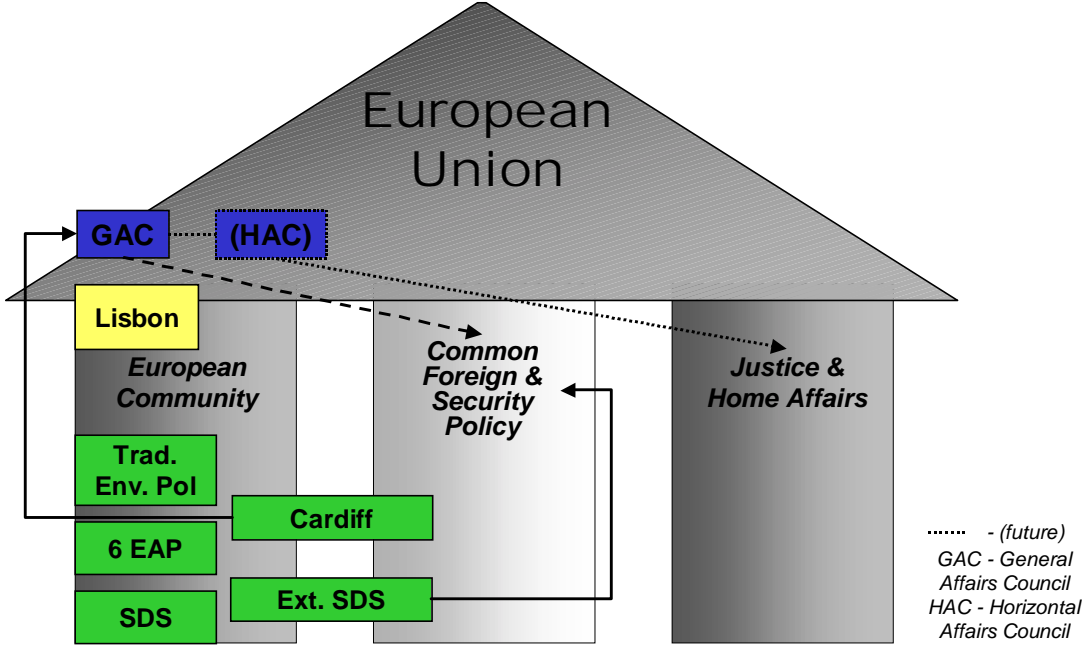 European
Union
GAC
(HAC)
Lisbon
European
Community
Common
Foreign &
Security
Policy
Justice &
Home Affairs
Trad.
Env. Pol
Cardiff
6 EAP
Ext. SDS
SDS
- (future)
GAC - General
Affairs Council
HAC - Horizontal
Affairs Council